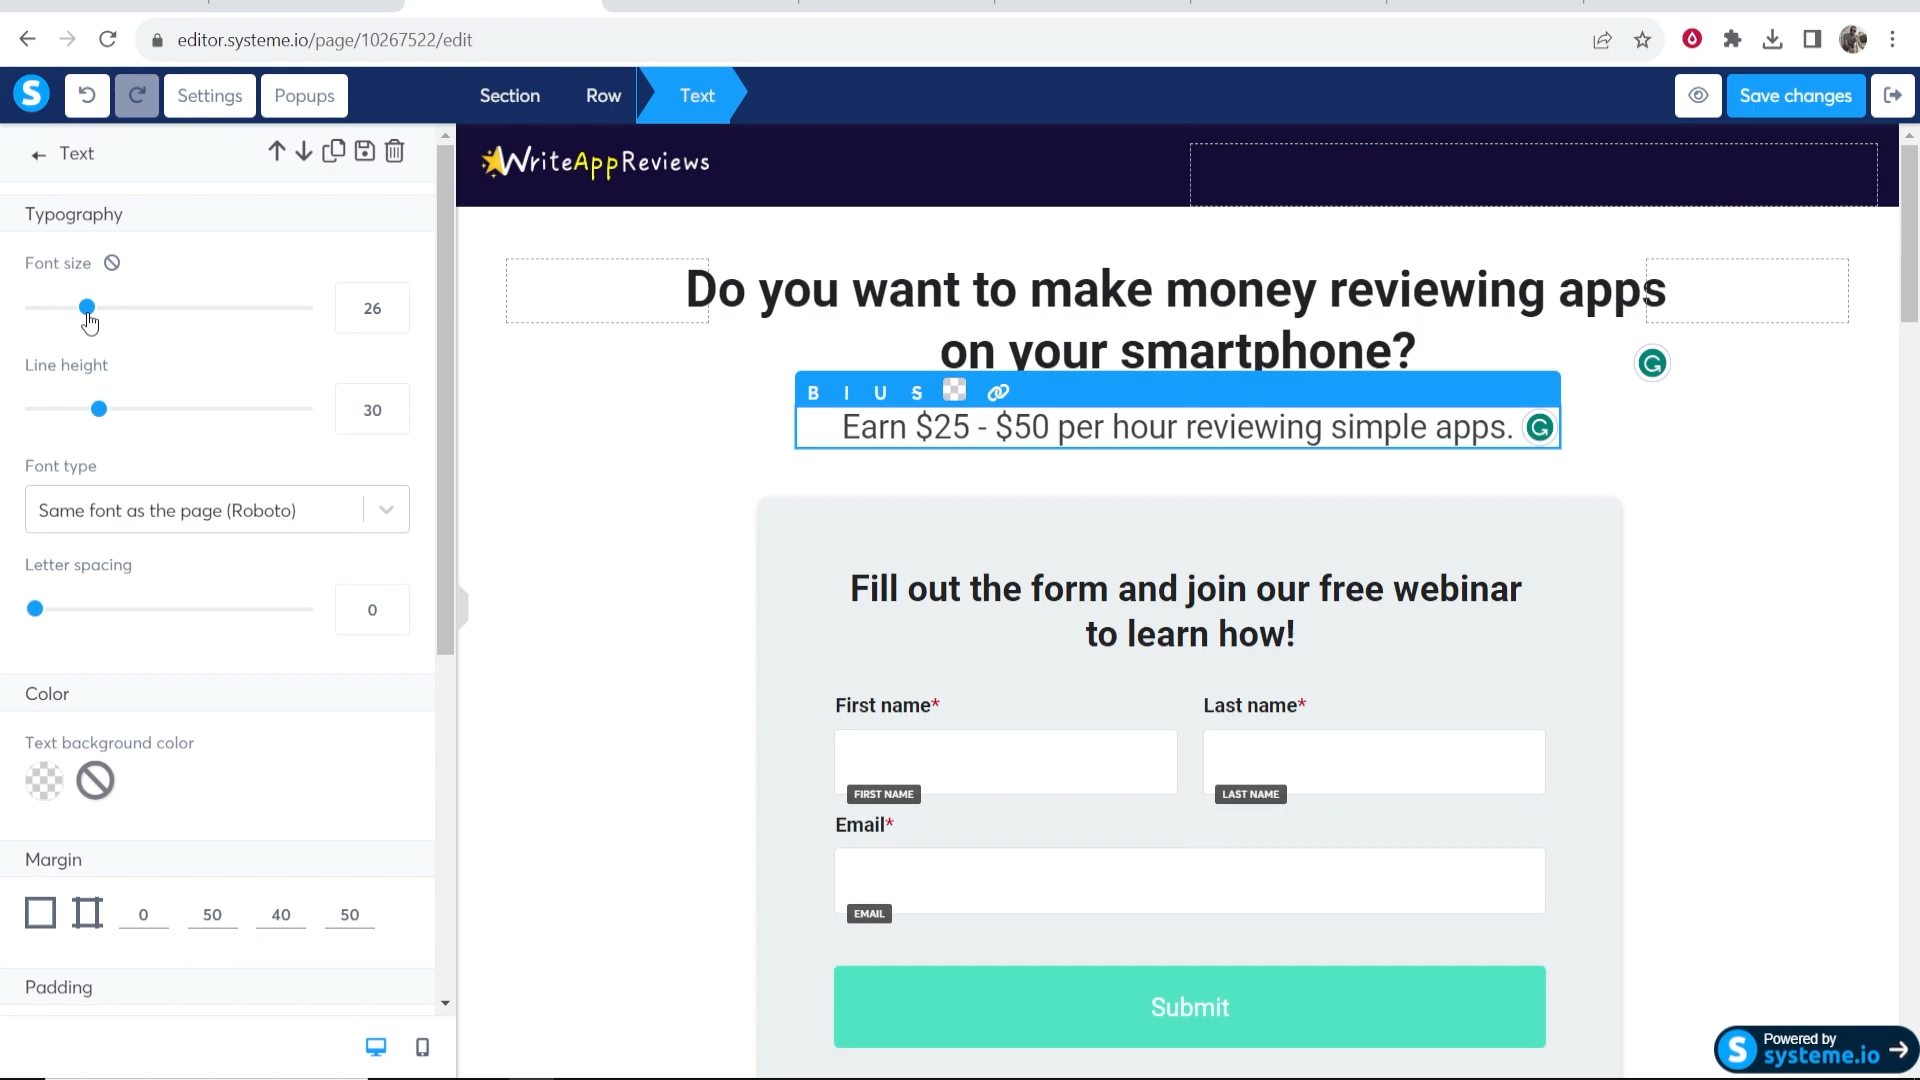 editor.systeme.io/page/10267522/edit
S
Settings
Popups
Section
Row
Text
Save changes
Text
Typography
Font size
26
Line height
30
Font type
Same font as the page (Roboto)
Letter spacing
0
Color
Text background color
Margin
0
50
40
50
Padding
WriteAppReviews
Do you want to make money reviewing apps
on your smartphone?
B I U S
Earn $25 - $50 per hour reviewing simple apps.
Fill out the form and join our free webinar
to learn how!
First name*
Last name*
FIRST NAME
LAST NAME
Email*
EMAIL
Submit
S
Powered by
systeme.io